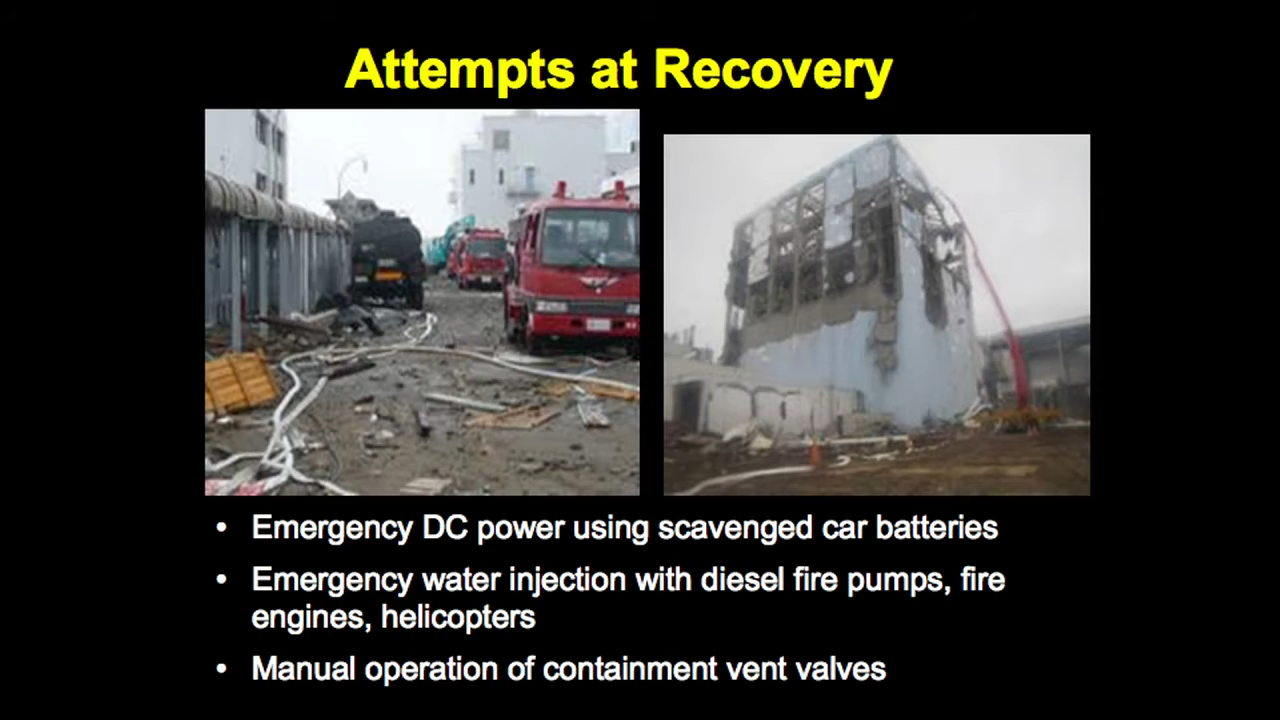 Attempts at Recovery
• Emergency DC power using scavenged car batteries
• Emergency water injection with diesel fire pumps, fire
engines, helicopters
• Manual operation of containment vent valves